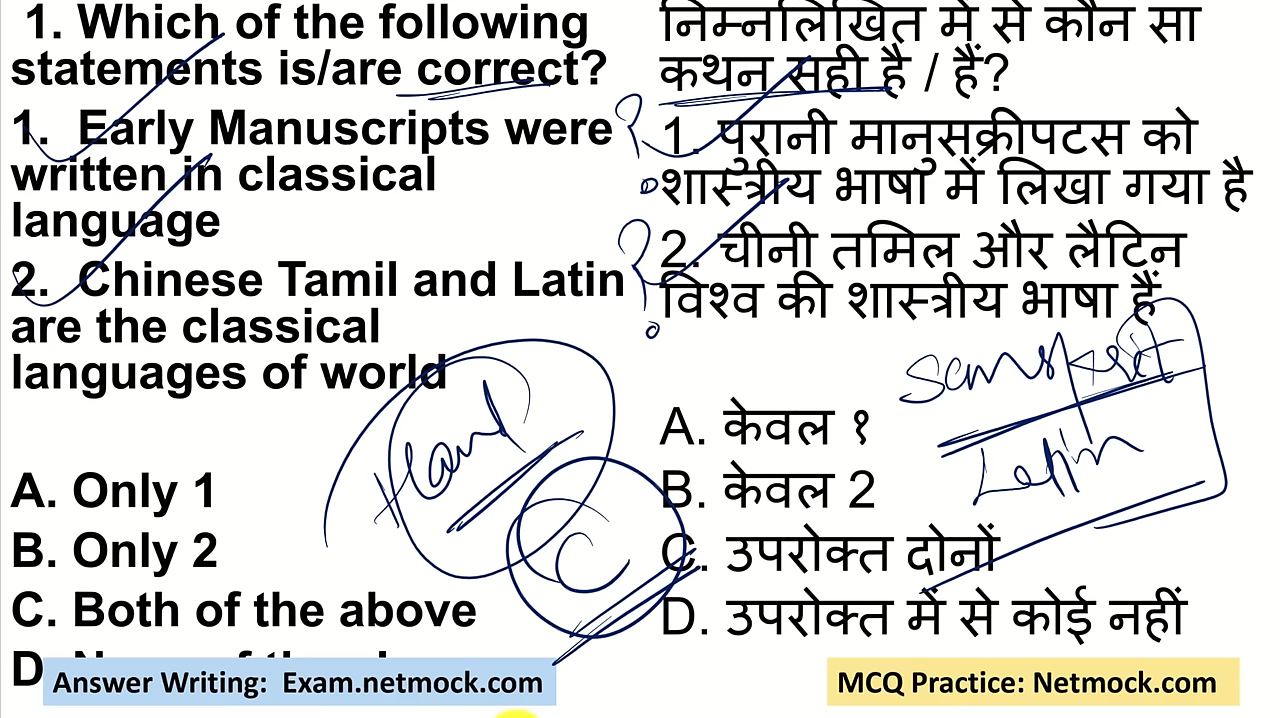 1. Which of the following
statements is/are correct?
1. Early Manuscripts were
written in classical
language
2. Chinese Tamil and Latin
are the classical
languages of world
A. Only 1
B. Only 2
C. Both of the above
D.
निम्नलिखित में से कौन सा
कथन सही है / हैं?
1. पुरानी मानुसक्रीपटस को
शास्त्रीय भाषा में लिखा गया है
2. चीनी तमिल और लैटिन
विश्व की शास्त्रीय भाषा हैं
A. केवल १
B. केवल 2
C. उपरोक्त दोनों
D. उपरोक्त में से कोई नहीं
Hand
C
Sanskrit
Latin
Answer Writing: Exam.netmock.com
MCQ Practice: Netmock.com